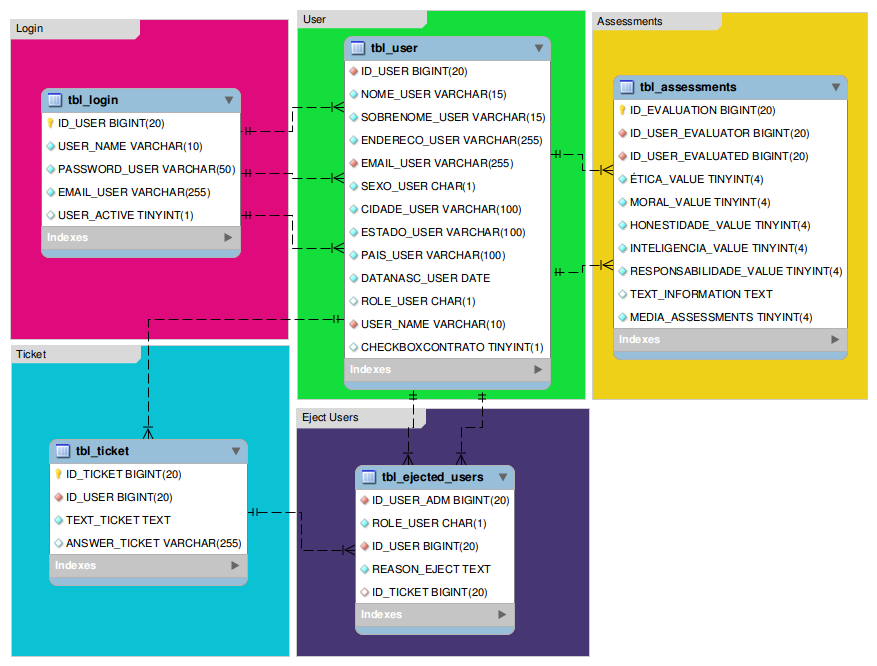 Login
tbl_login
ID_USER BIGINT(20)
USER_NAME VARCHAR(10)
PASSWORD_USER VARCHAR(50)
EMAIL_USER VARCHAR(255)
USER_ACTIVE TINYINT(1)
Indexes
User
tbl_user
ID_USER BIGINT(20)
NOME_USER VARCHAR(15)
SOBRENOME_USER VARCHAR(15)
ENDERECO_USER VARCHAR(255)
EMAIL_USER VARCHAR(255)
SEXO_USER CHAR(1)
CIDADE_USER VARCHAR(100)
ESTADO_USER VARCHAR(100)
PAIS_USER VARCHAR(100)
DATANASC_USER DATE
ROLE_USER CHAR(1)
USER_NAME VARCHAR(10)
CHECKBOXCONTRATO TINYINT(1)
Indexes
Assessments
tbl_assessments
ID_EVALUATION BIGINT(20)
ID_USER_EVALUATOR BIGINT(20)
ID_USER_EVALUATED BIGINT(20)
ÉTICA_VALUE TINYINT(4)
MORAL_VALUE TINYINT(4)
HONESTIDADE_VALUE TINYINT(4)
INTELIGENCIA_VALUE TINYINT(4)
RESPONSABILIDADE_VALUE TINYINT(4)
TEXT_INFORMATION TEXT
MEDIA_ASSESSMENTS TINYINT(4)
Indexes
Ticket
tbl_ticket
ID_TICKET BIGINT(20)
ID_USER BIGINT(20)
TEXT_TICKET TEXT
ANSWER_TICKET VARCHAR(255)
Indexes
Eject Users
tbl_ejected_users
ID_USER_ADM BIGINT(20)
ROLE_USER CHAR(1)
ID_USER BIGINT(20)
REASON_EJECT TEXT
ID_TICKET BIGINT(20)
Indexes